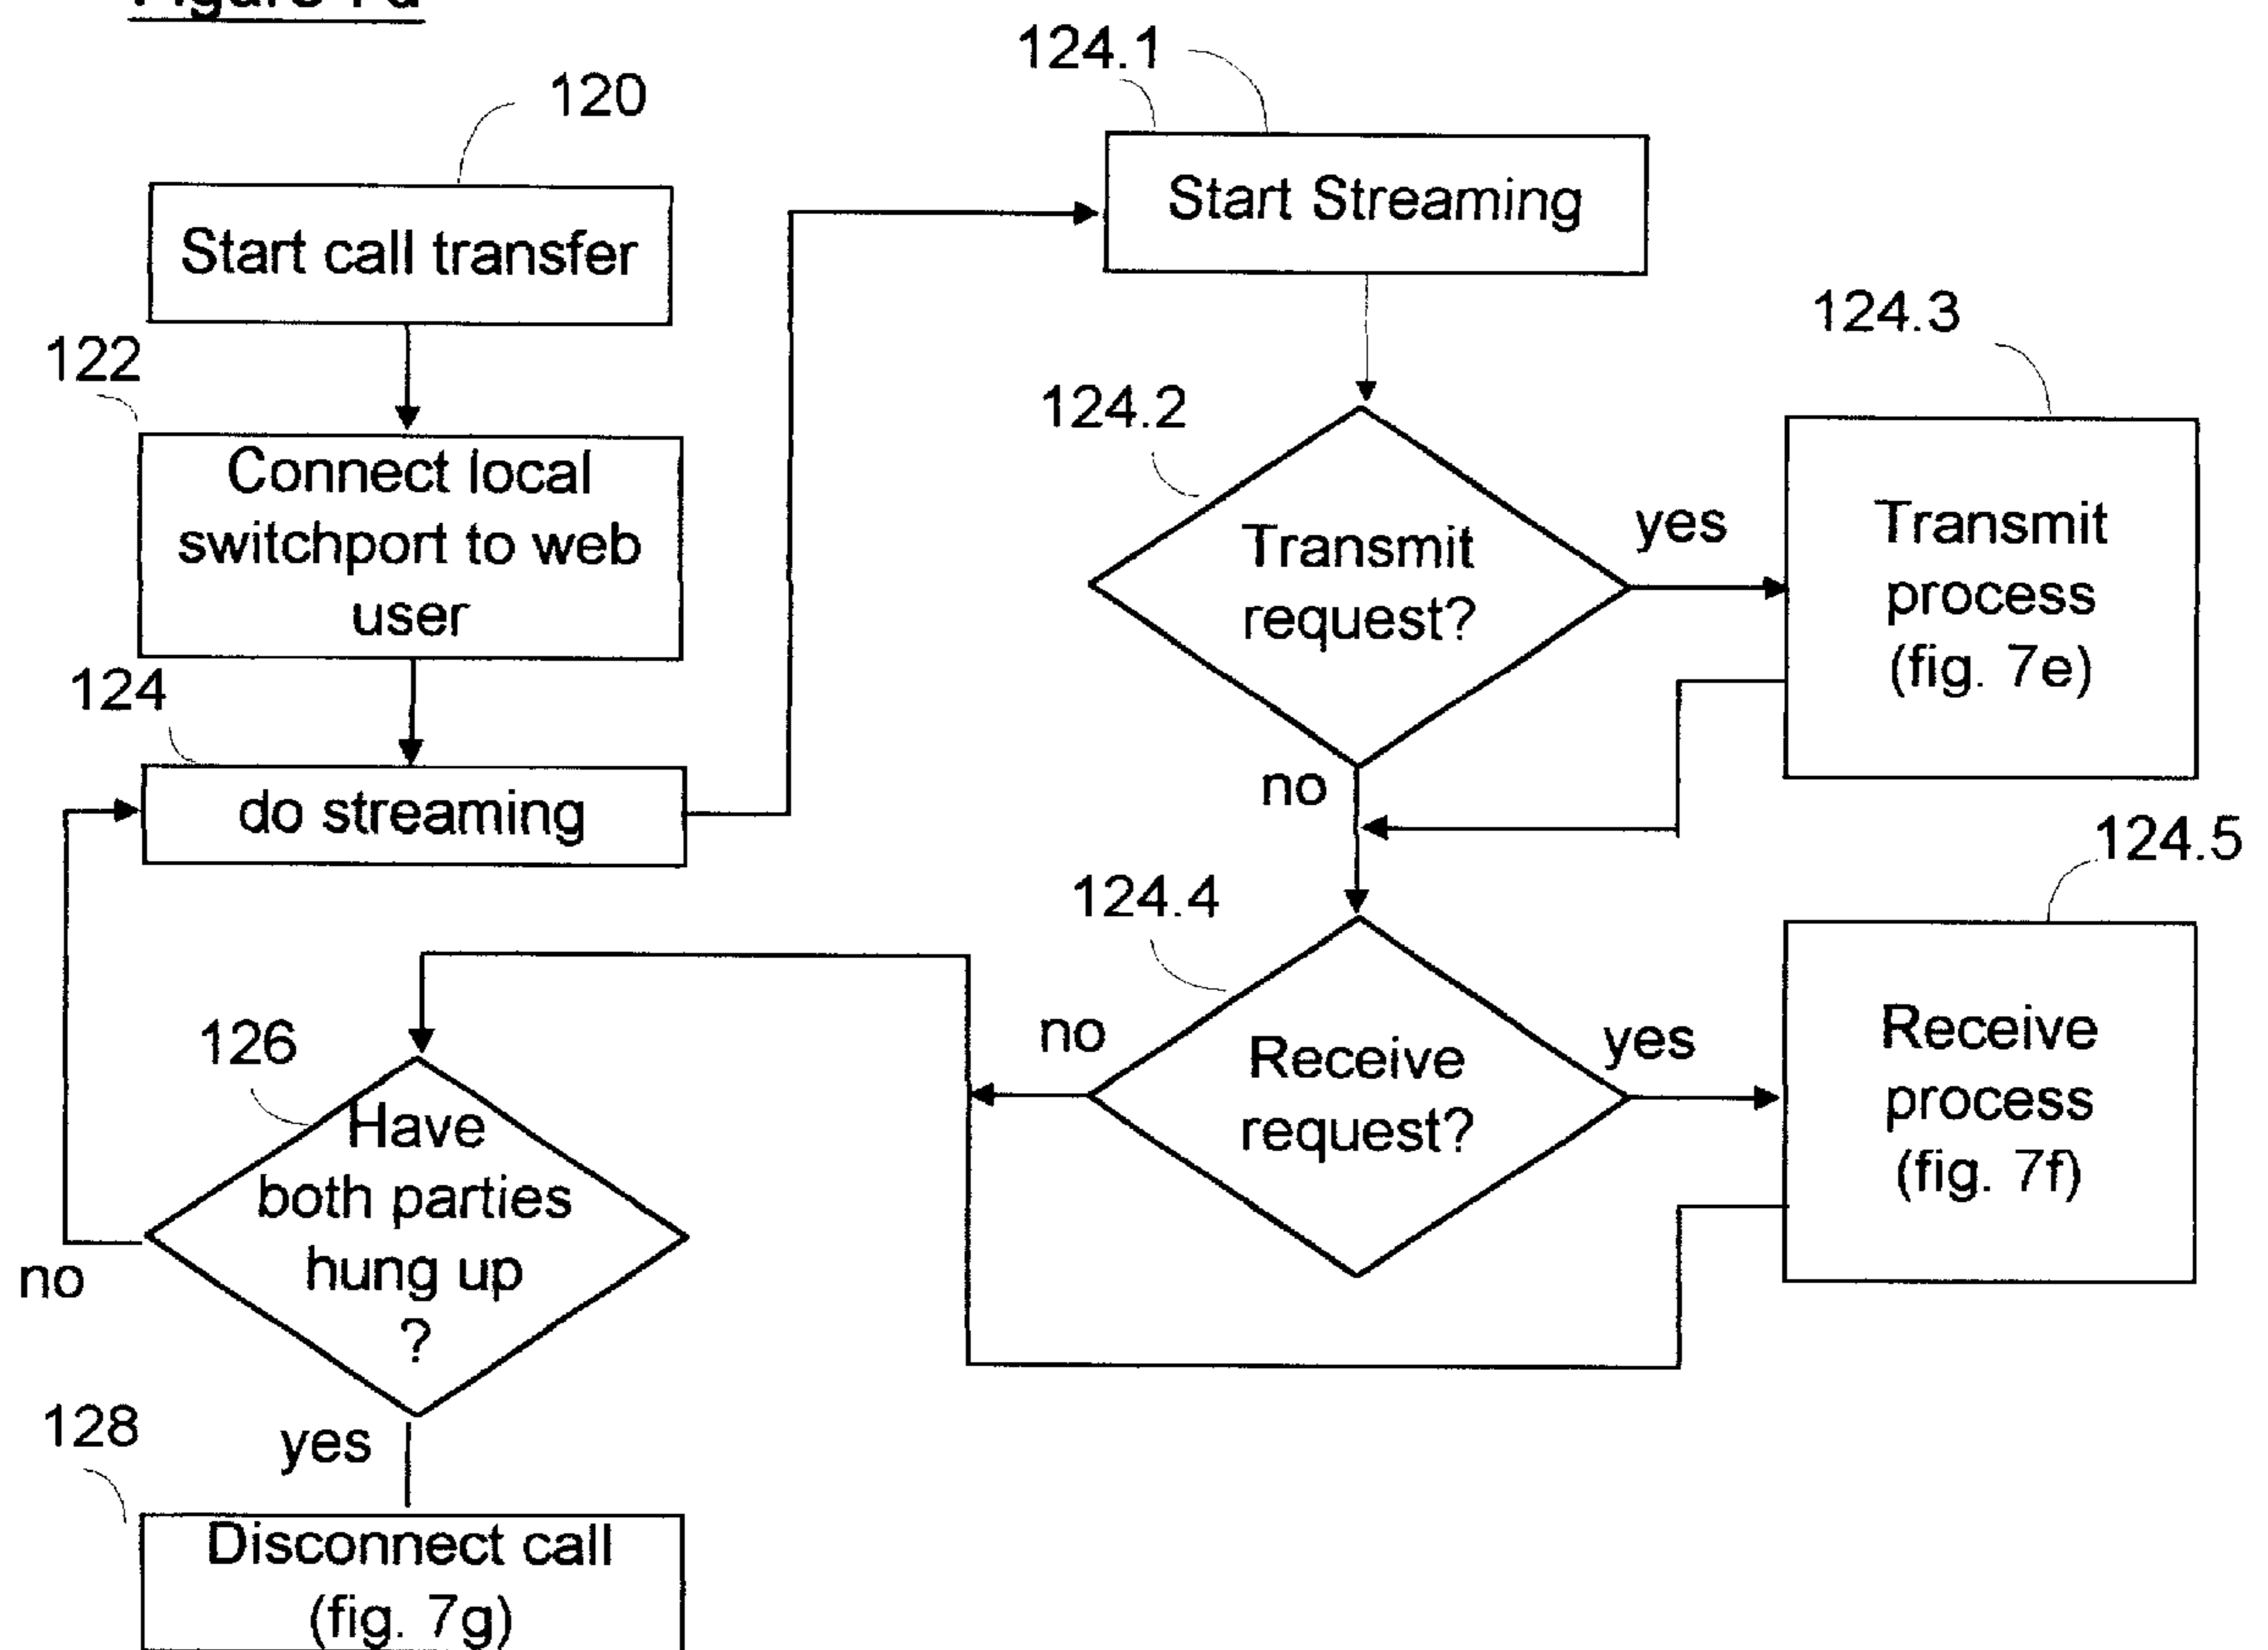 120
Start call transfer
122
Connect local
switchport to web
user
124
do streaming
124.1
Start Streaming
124.2
Transmit
request?
yes
no
124.3
Transmit
process
(fig. 7e)
124.4
Receive
request?
no
yes
124.5
Receive
process
(fig. 7f)
126
Have
both parties
hung up
?
no
yes
128
Disconnect call
(fig. 7g)